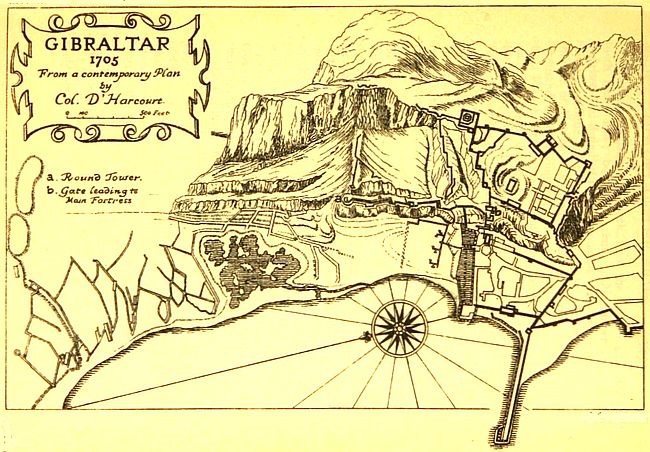 GIBRALTAR
1705
From a contemporary Plan
by
Col. D'Harcourt.
0 100 500 Feet
a. Round Tower.
b. Gate leading to
Main Fortress